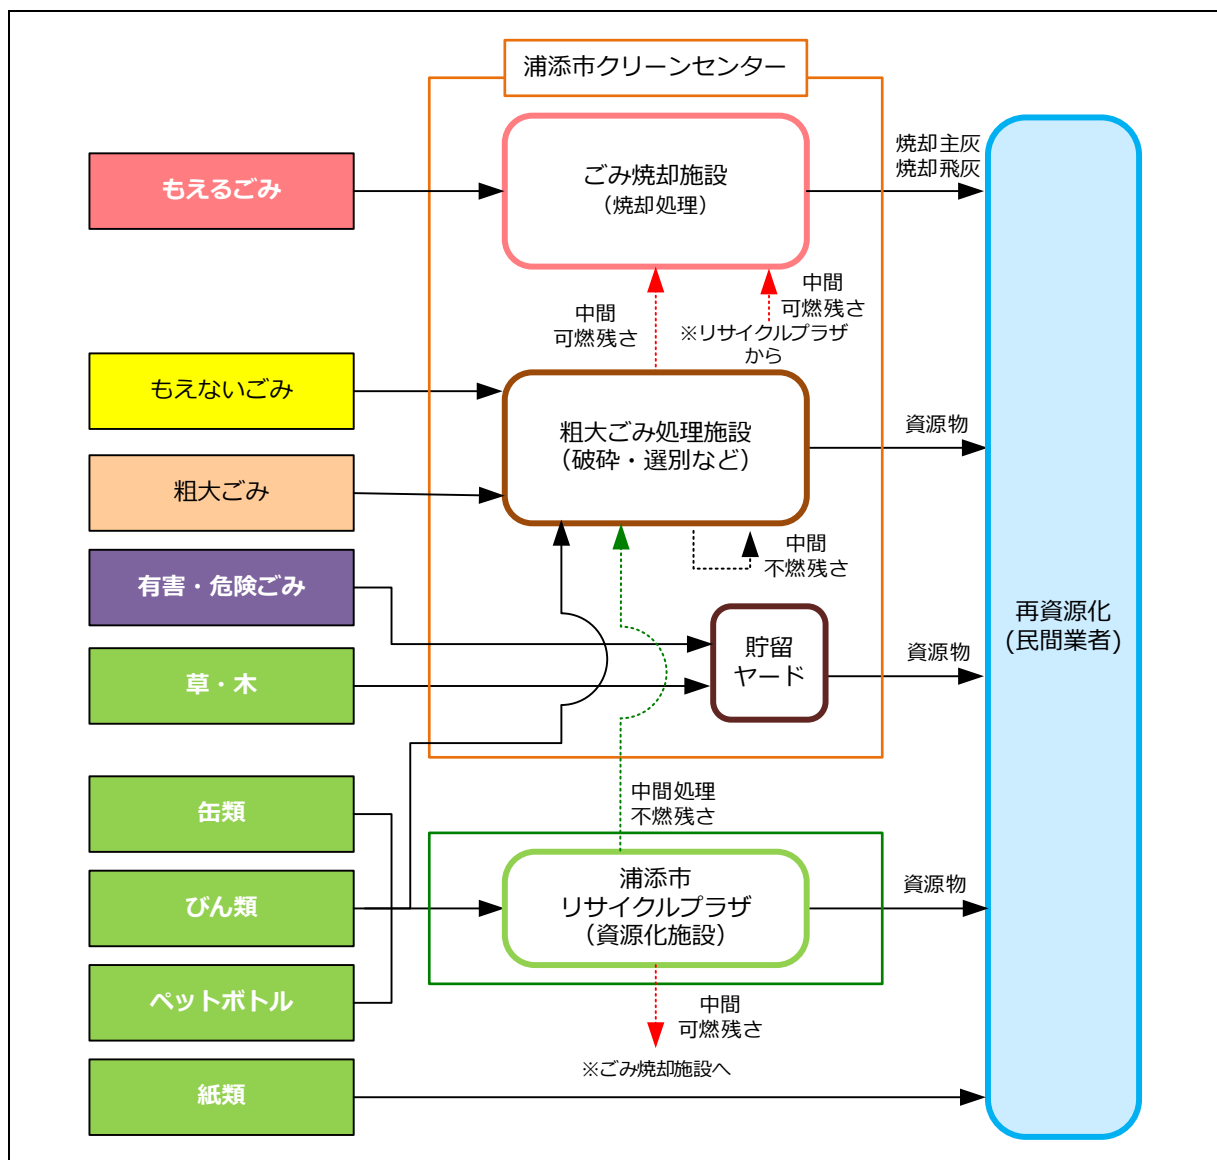 浦添市クリーンセンター
もえるごみ
ごみ焼却施設
（焼却処理）
焼却主灰
焼却飛灰
中間
可燃残さ
中間
可燃残さ
※リサイクルプラザ
から
もえないごみ
粗大ごみ
粗大ごみ処理施設
（破砕・選別など）
資源物
中間
不燃残さ
有害・危険ごみ
草・木
貯留
ヤード
資源物
再資源化
(民間業者)
中間処理
不燃残さ
缶類
びん類
ペットボトル
浦添市
リサイクルプラザ
（資源化施設）
資源物
中間
可燃残さ
※ごみ焼却施設へ
紙類